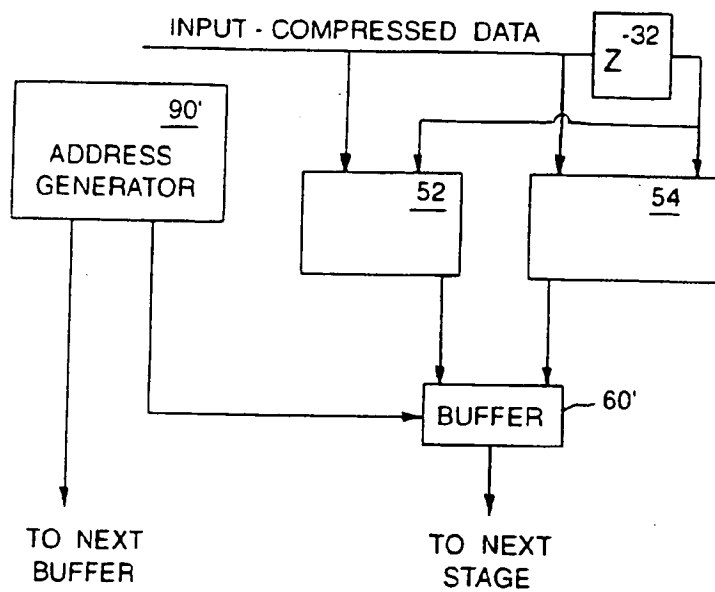 INPUT - COMPRESSED DATA
Z-32
90'
ADDRESS
GENERATOR
52
54
BUFFER
60'
TO NEXT
BUFFER
TO NEXT
STAGE